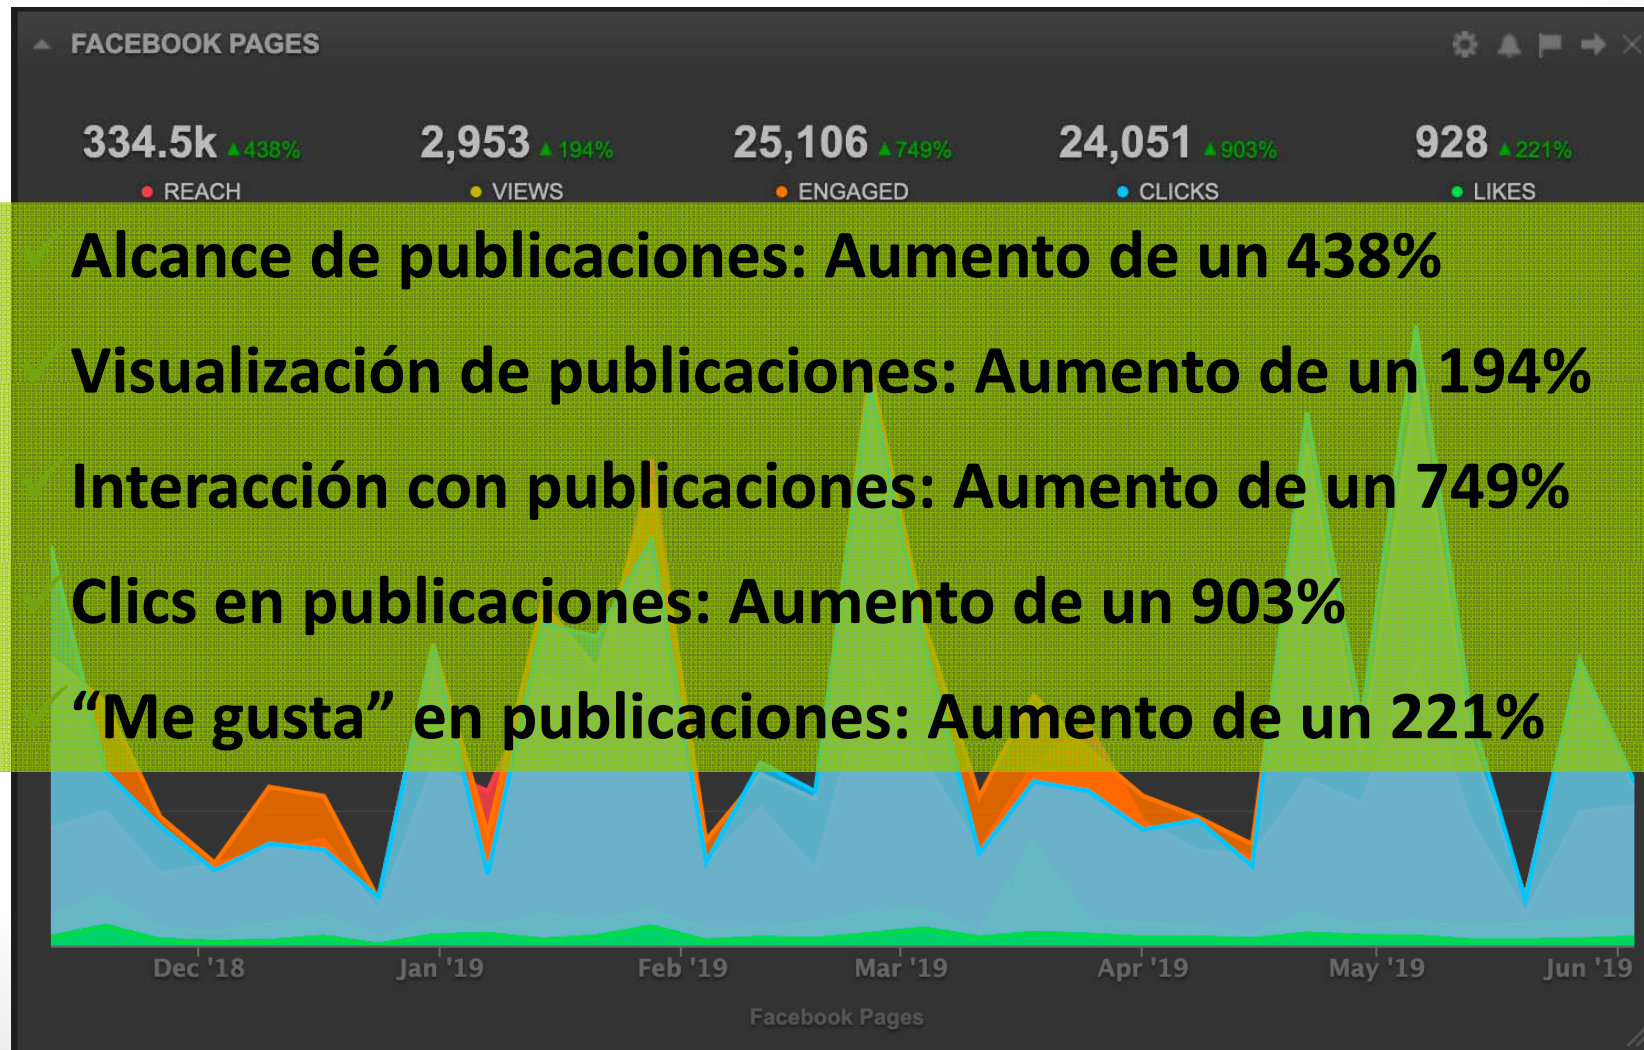 FACEBOOK PAGES
334.5k ▲438% 2,953 ▲194% 25,106 ▲749% 24,051 ▲903% 928 ▲221%
REACH VIEWS ENGAGED CLICKS LIKES
✓ Alcance de publicaciones: Aumento de un 438%
✓ Visualización de publicaciones: Aumento de un 194%
✓ Interacción con publicaciones: Aumento de un 749%
✓ Clics en publicaciones: Aumento de un 903%
✓ “Me gusta” en publicaciones: Aumento de un 221%
Dec '18 Jan '19 Feb '19 Mar '19 Apr '19 May '19 Jun '19
Facebook Pages